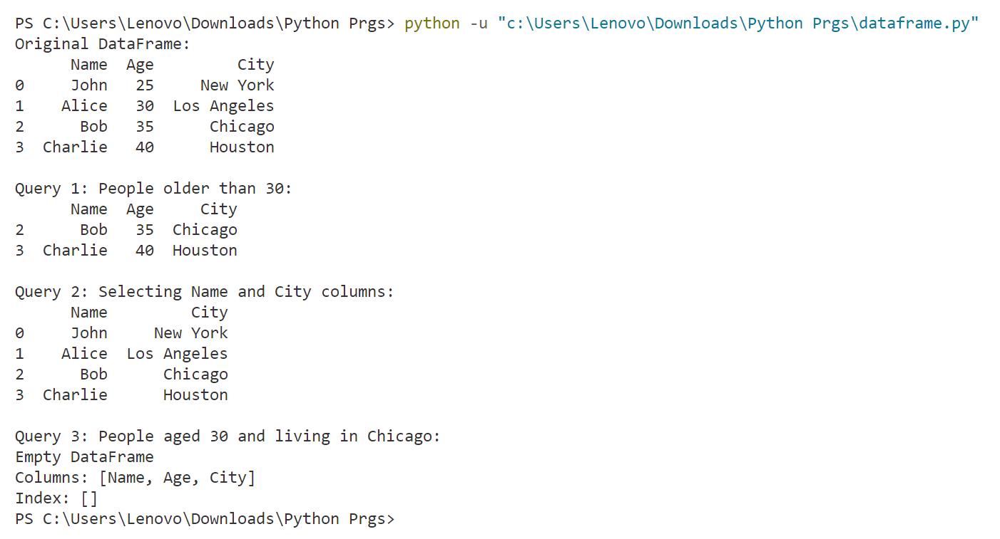 PS C:\Users\Lenovo\Downloads\Python Prgs> python -u "c:\Users\Lenovo\Downloads\Python Prgs\dataframe.py"
Original DataFrame:
      Name  Age         City
0     John   25     New York
1    Alice   30  Los Angeles
2      Bob   35      Chicago
3  Charlie   40      Houston

Query 1: People older than 30:
      Name  Age     City
2      Bob   35  Chicago
3  Charlie   40  Houston

Query 2: Selecting Name and City columns:
      Name         City
0     John     New York
1    Alice  Los Angeles
2      Bob      Chicago
3  Charlie      Houston

Query 3: People aged 30 and living in Chicago:
Empty DataFrame
Columns: [Name, Age, City]
Index: []
PS C:\Users\Lenovo\Downloads\Python Prgs>